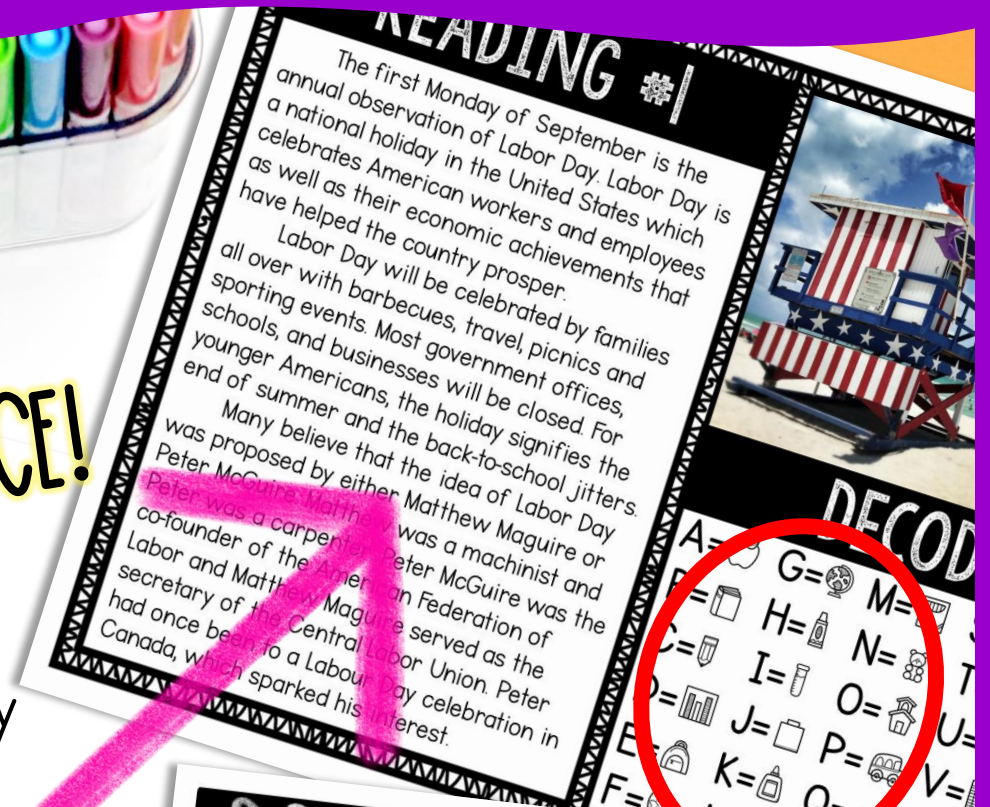 READING #1
The first Monday of September is the
annual observation of Labor Day. Labor Day is
a national holiday in the United States which
celebrates American workers and employees
as well as their economic achievements that
have helped the country prosper.
Labor Day will be celebrated by families
all over with barbecues, travel, picnics and
sporting events. Most government offices,
schools, and businesses will be closed. For
younger Americans, the holiday signifies the
end of summer and the back-to-school jitters.
Many believe that the idea of Labor Day
was proposed by either Matthew Maguire or
Peter McGuire. Matthew was a machinist and
Peter was a carpenter. Peter McGuire was the
co-founder of the American Federation of
Labor and Matthew Maguire served as the
secretary of the Central Labor Union. Peter
had once been to a Labour Day celebration in
Canada, which sparked his interest.
CE!
DECOD
A=
G=
M=
H=
N=
C=
I=
O=
T
D=
J=
P=
U=
E=
K=
V=
F=